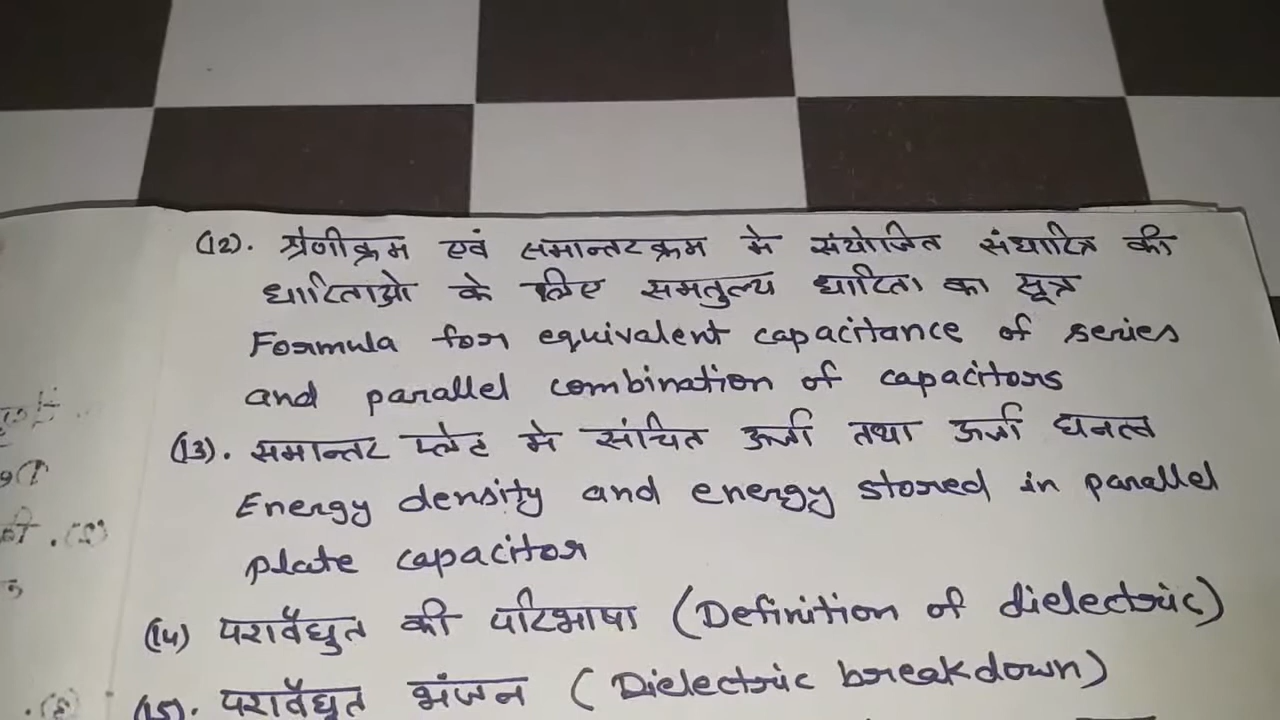 (12). श्रेणीक्रम एवं समान्तरक्रम मे संयोजित संधारित्र की
धारिताओ के लिए समतुल्य धारिता का सूत्र
Formula for equivalent capacitance of series
and parallel combination of capacitors
(13). समान्तर प्लेट मे संचित ऊर्जा तथा ऊर्जा घनत्व
Energy density and energy stored in parallel
plate capacitor
(14) परावैधुत की परिभाषा (Definition of dielectric)
(15). परावैधुत भंजन (Dielectric breakdown)